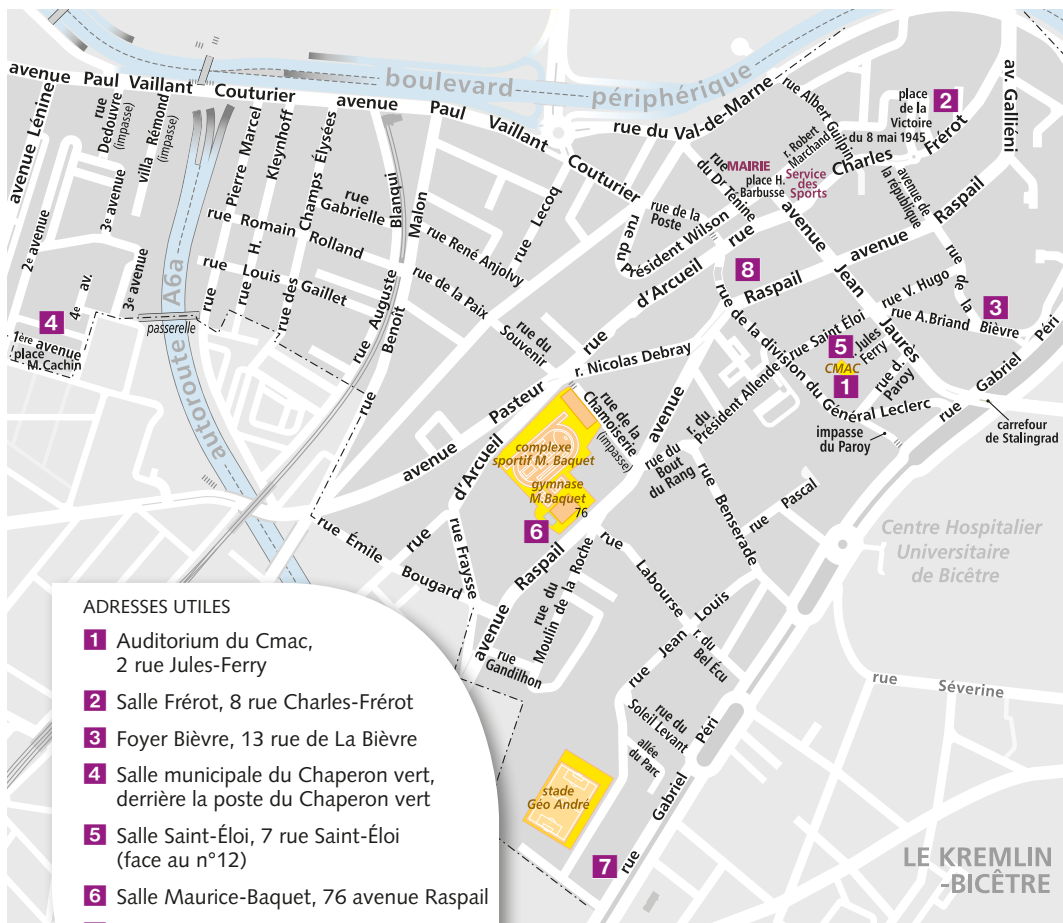 boulevard
périphérique
avenue Paul Vaillant Couturier
avenue Paul Vaillant Couturier
avenue Lénine
rue
Dedouvre
(impasse)
villa Rémond
(impasse)
2e avenue
3e avenue
3e avenue
4e av.
1ère avenue
place
M.Cachin
4
autoroute A6a
passerelle
rue Pierre Marcel
rue H. Kleynhoff
rue des Champs Élysées
rue
Gabrielle
rue Romain Rolland
rue Louis Gaillet
rue Auguste Blanqui
rue Benoit Malon
rue René Anjolvy
rue Lecocq
rue de la Paix
rue du
Souvenir
avenue Pasteur
rue d'Arcueil
rue d'Arcueil
r. Nicolas Debray
rue de la
Chamoiserie
(impasse)
complexe
sportif M. Baquet
gymnase
M.Baquet
76
6
rue Émile Bougard
rue Fraysse
avenue Raspail
avenue
Raspail
avenue Raspail
rue du
Moulin de la Roche
rue
Gandilhon
rue du Val-de-Marne
rue Albert Guilpin
r. Robert
Marchand
place
de la
Victoire
du 8 mai 1945
2
rue Charles Frérot
av. Galliéni
MAIRIE
place H.
Barbusse
Service
des
Sports
rue
du Dr Ténine
rue de la
Poste
rue du
Président Wilson
avenue Jean Jaurès
avenue de
la république
rue de la Bièvre
3
rue V. Hugo
rue A.Briand
8
rue Saint Éloi
5
Jules
Ferry
CMAC
1
rue d.
Paroy
rue de la division du Général Leclerc
impasse
du Paroy
rue Gabriel Péri
carrefour
de Stalingrad
r. du
Président Allende
rue du
Bout
du Rang
rue Benserade
rue Pascal
rue Labourse
rue Jean Louis
r. du
Bel Écu
rue du
Soleil Levant
allée
du Parc
rue Gabriel Péri
stade
Géo André
7
Centre Hospitalier
Universitaire
de Bicêtre
rue Séverine
LE KREMLIN
-BICÊTRE
ADRESSES UTILES
1 Auditorium du Cmac,
2 rue Jules-Ferry
2 Salle Frérot, 8 rue Charles-Frérot
3 Foyer Bièvre, 13 rue de La Bièvre
4 Salle municipale du Chaperon vert,
derrière la poste du Chaperon vert
5 Salle Saint-Éloi, 7 rue Saint-Éloi
(face au n°12)
6 Salle Maurice-Baquet, 76 avenue Raspail